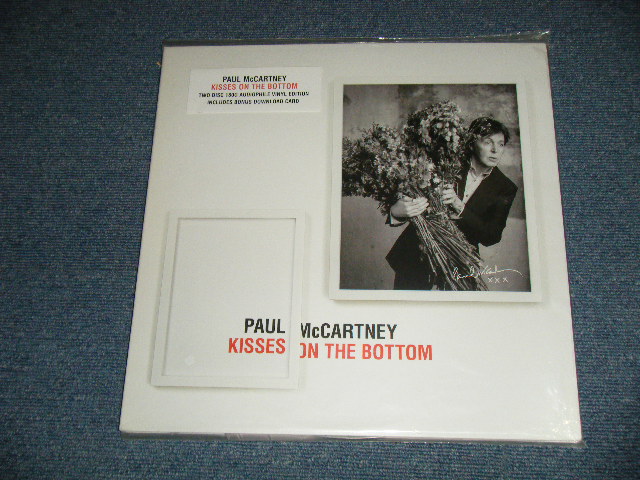 PAUL McCARTNEY
KISSES ON THE BOTTOM
TWO DISC 180G AUDIOPHILE VINYL EDITION
INCLUDES BONUS DOWNLOAD CARD
XXX
PAUL McCARTNEY
KISSES ON THE BOTTOM